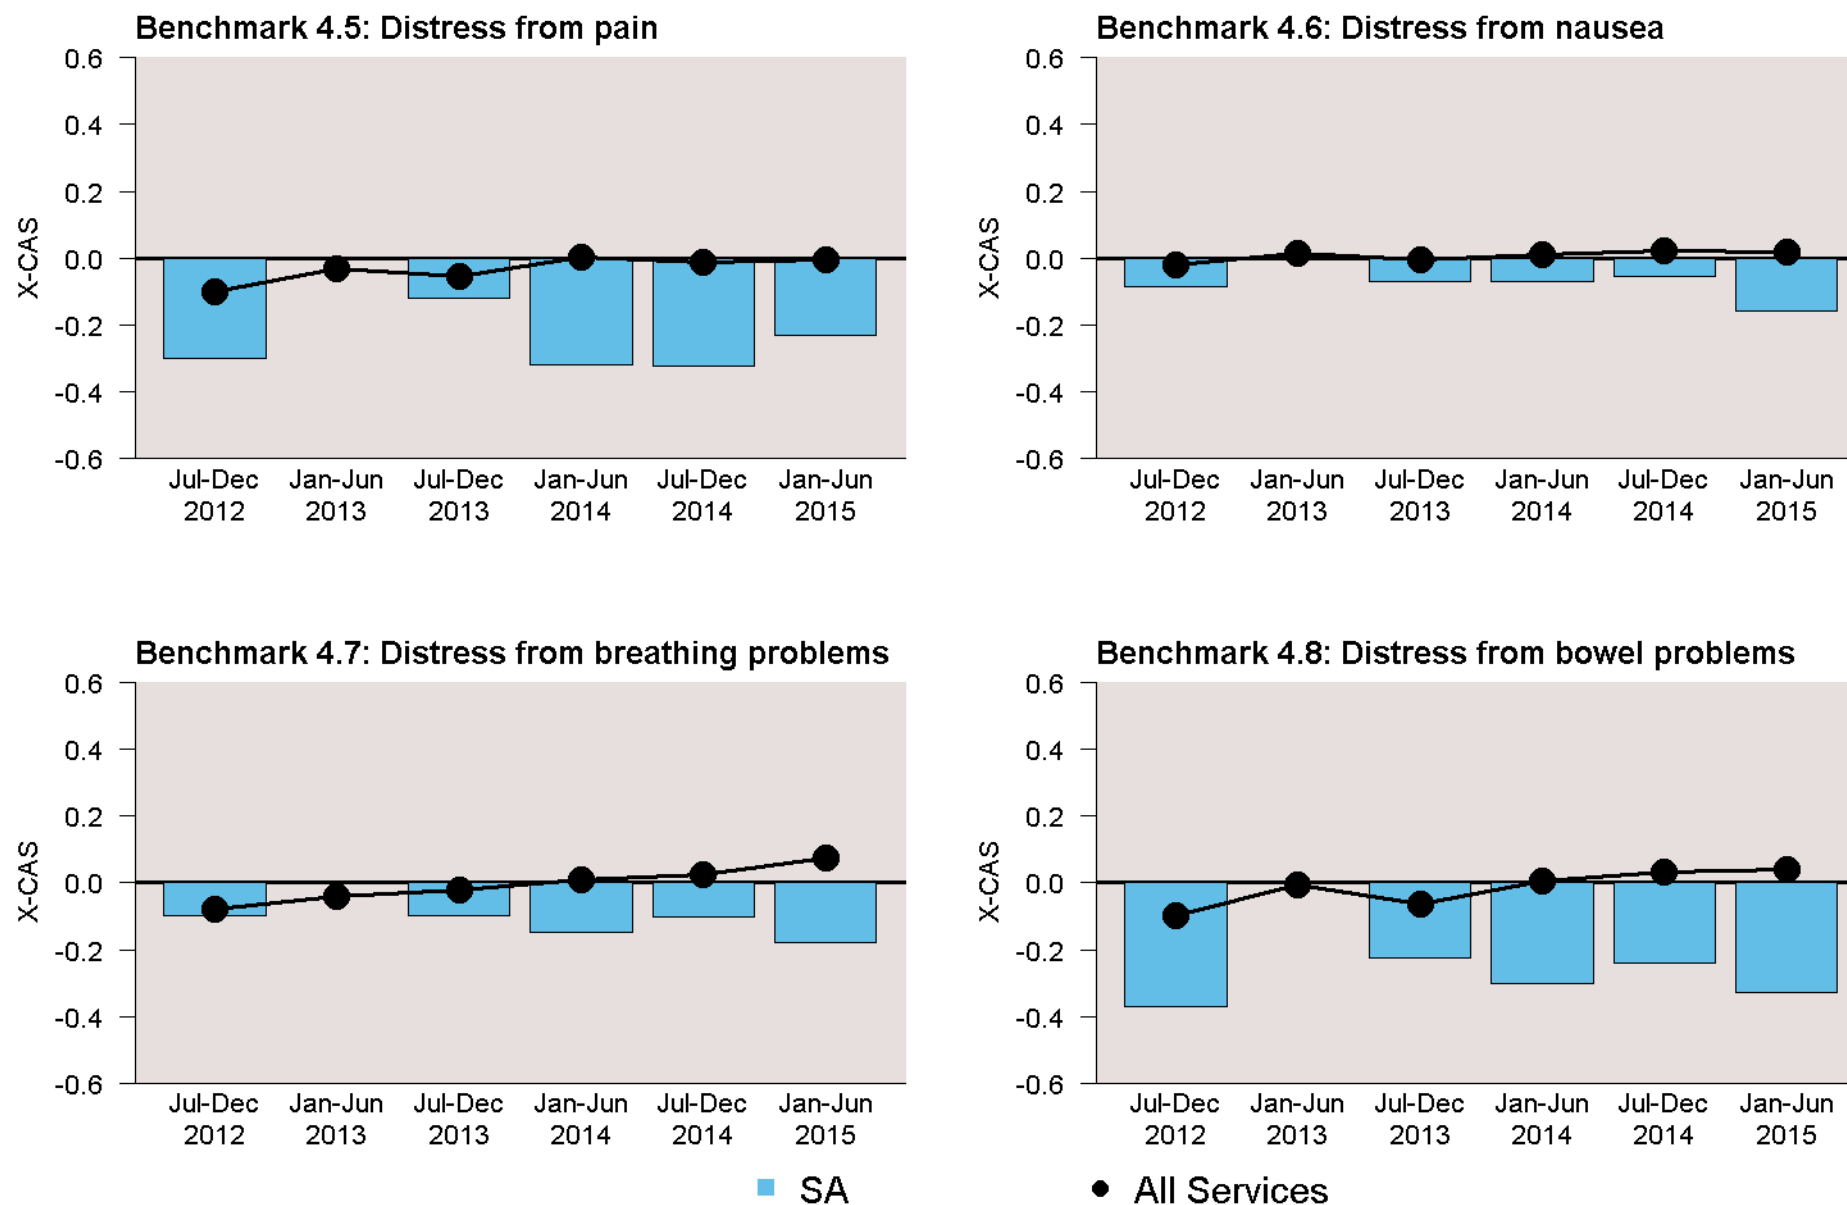 Benchmark 4.5: Distress from pain
0.6
0.4
0.2
0.0
-0.2
-0.4
-0.6
X-CAS
Jul-Dec Jan-Jun Jul-Dec Jan-Jun Jul-Dec Jan-Jun
2012 2013 2013 2014 2014 2015
Benchmark 4.6: Distress from nausea
0.6
0.4
0.2
0.0
-0.2
-0.4
-0.6
X-CAS
Jul-Dec Jan-Jun Jul-Dec Jan-Jun Jul-Dec Jan-Jun
2012 2013 2013 2014 2014 2015
Benchmark 4.7: Distress from breathing problems
0.6
0.4
0.2
0.0
-0.2
-0.4
-0.6
X-CAS
Jul-Dec Jan-Jun Jul-Dec Jan-Jun Jul-Dec Jan-Jun
2012 2013 2013 2014 2014 2015
Benchmark 4.8: Distress from bowel problems
0.6
0.4
0.2
0.0
-0.2
-0.4
-0.6
X-CAS
Jul-Dec Jan-Jun Jul-Dec Jan-Jun Jul-Dec Jan-Jun
2012 2013 2013 2014 2014 2015
SA
All Services